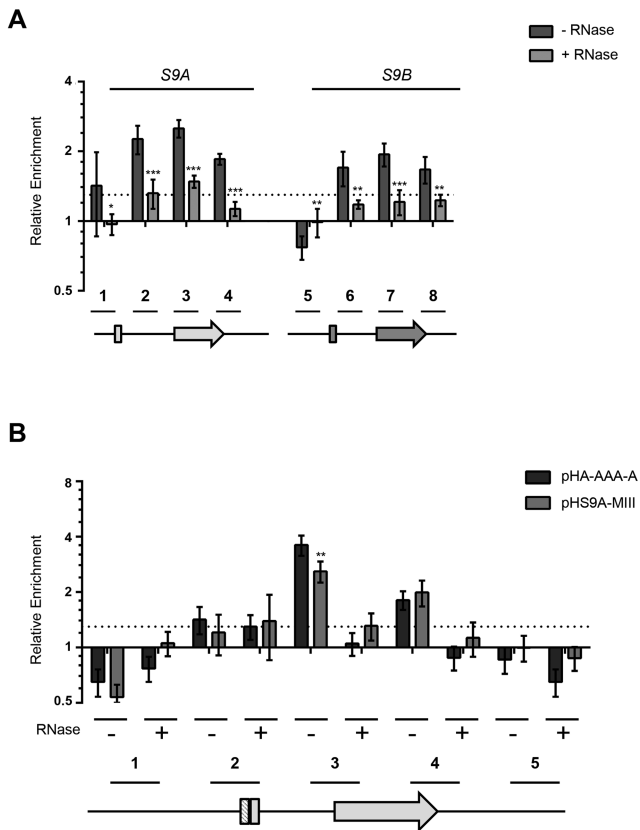 A
- RNase
+ RNase
S9A S9B
Relative Enrichment
4
2
1
0.5
* *** *** *** ** ** *** **
1 2 3 4 5 6 7 8
B
pHA-AAA-A
pHS9A-MIII
Relative Enrichment
8
4
2
1
0.5
**
RNase - + - + - + - + - +
1 2 3 4 5